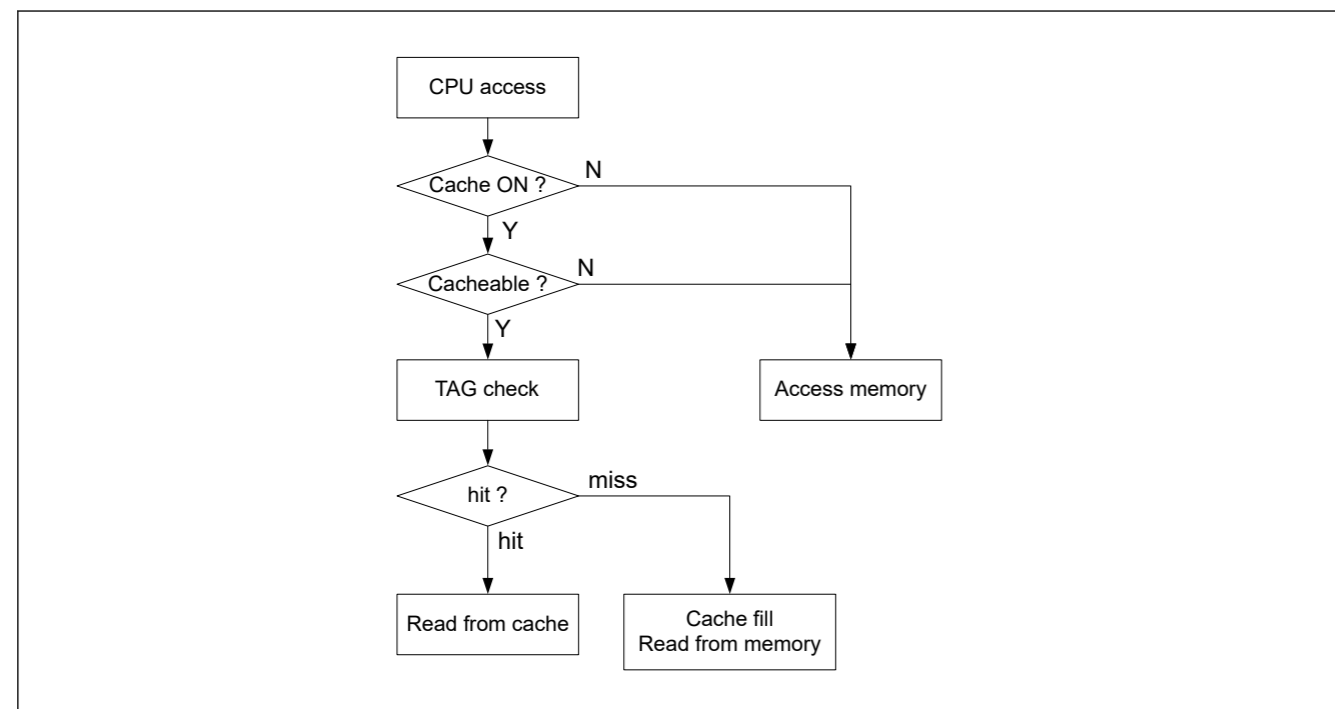 CPU access
Cache ON ?
N
Y
Cacheable ?
N
Y
TAG check
Access memory
hit ?
miss
hit
Read from cache
Cache fill
Read from memory